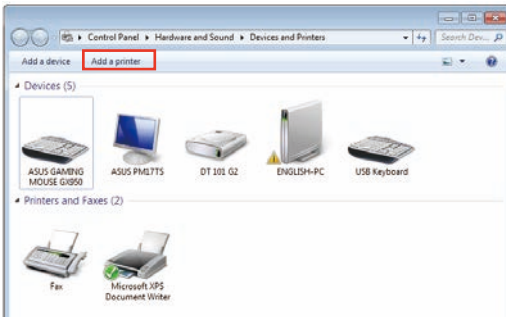 Control Panel ▸ Hardware and Sound ▸ Devices and Printers
Search Dev...
Add a device Add a printer
Devices (5)
ASUS GAMING
MOUSE GX950
ASUS PM17TS
DT 101 G2
ENGLISH-PC
USB Keyboard
Printers and Faxes (2)
Fax
Microsoft XPS
Document Writer